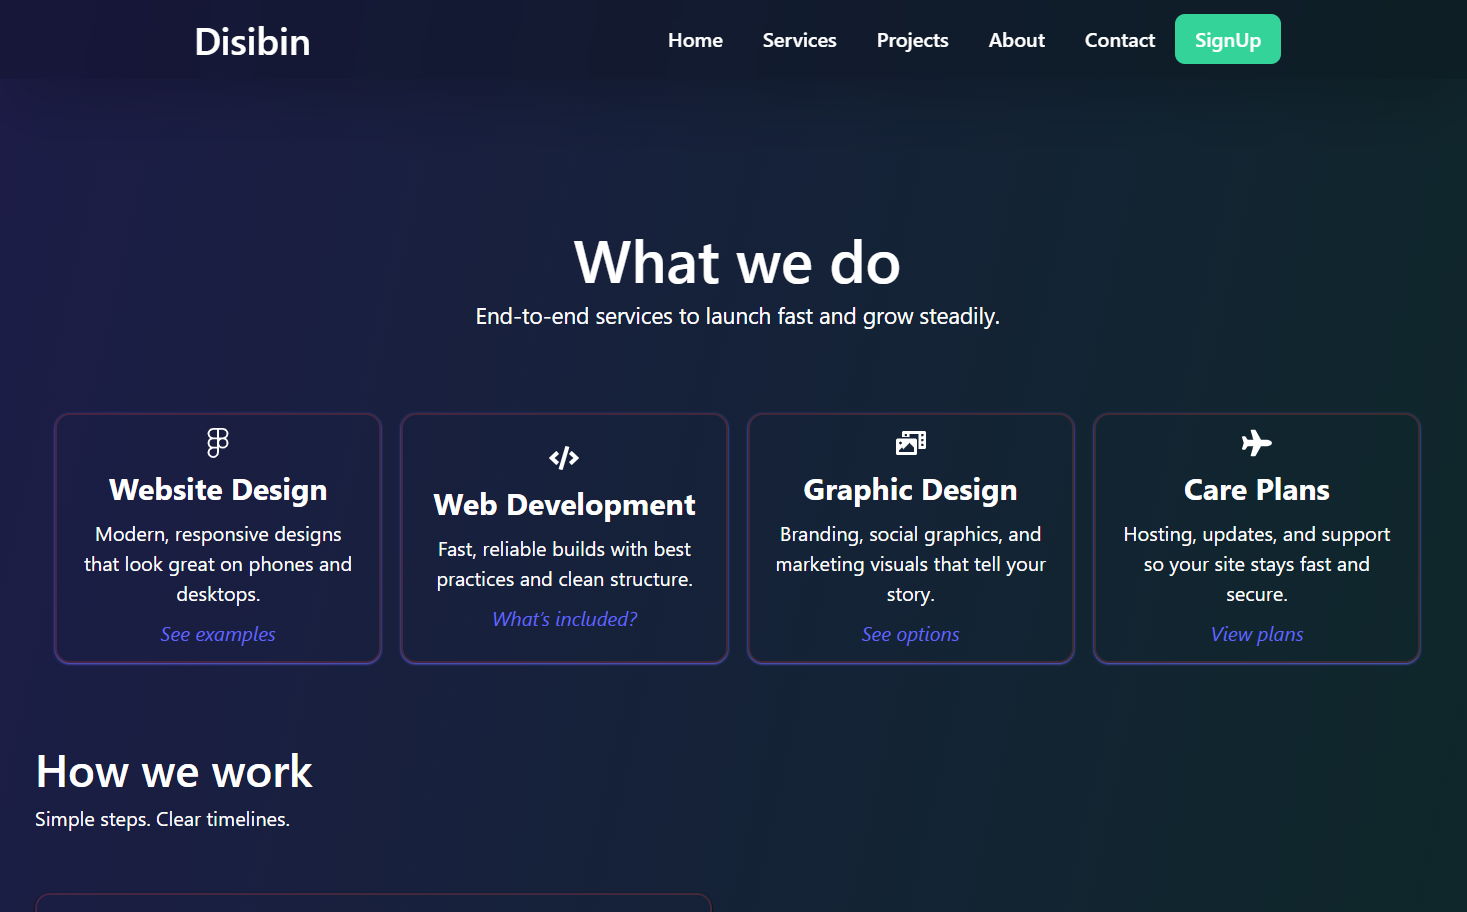 Disibin
Home Services Projects About Contact SignUp
What we do
End-to-end services to launch fast and grow steadily.
Website Design
Modern, responsive designs
that look great on phones and
desktops.
See examples
Web Development
Fast, reliable builds with best
practices and clean structure.
What's included?
Graphic Design
Branding, social graphics, and
marketing visuals that tell your
story.
See options
Care Plans
Hosting, updates, and support
so your site stays fast and
secure.
View plans
How we work
Simple steps. Clear timelines.